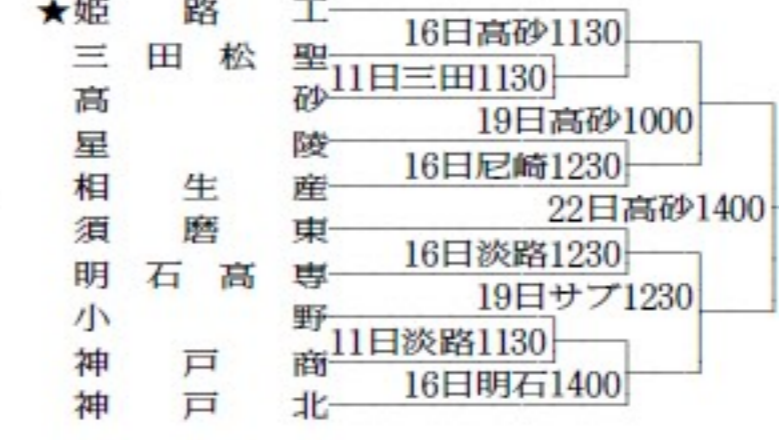 ★姫路工
16日高砂1130
三田松聖
11日三田1130
高砂
19日高砂1000
星陵
16日尼崎1230
相生産
22日高砂1400
須磨東
16日淡路1230
明石高専
19日サブ1230
小野
11日淡路1130
神戸商
16日明石1400
神戸北